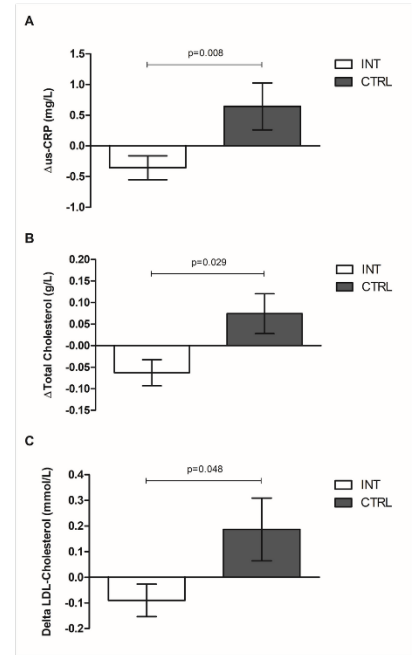 A
p=0.008
INT
CTRL
Δus-CRP (mg/L)
1.5
1.0
0.5
0.0
-0.5
-1.0
B
p=0.029
INT
CTRL
ΔTotal Cholesterol (g/L)
0.20
0.15
0.10
0.05
-0.00
-0.05
-0.10
-0.15
C
p=0.048
INT
CTRL
Delta LDL-Cholesterol (mmol/L)
0.4
0.3
0.2
0.1
0.0
-0.1
-0.2